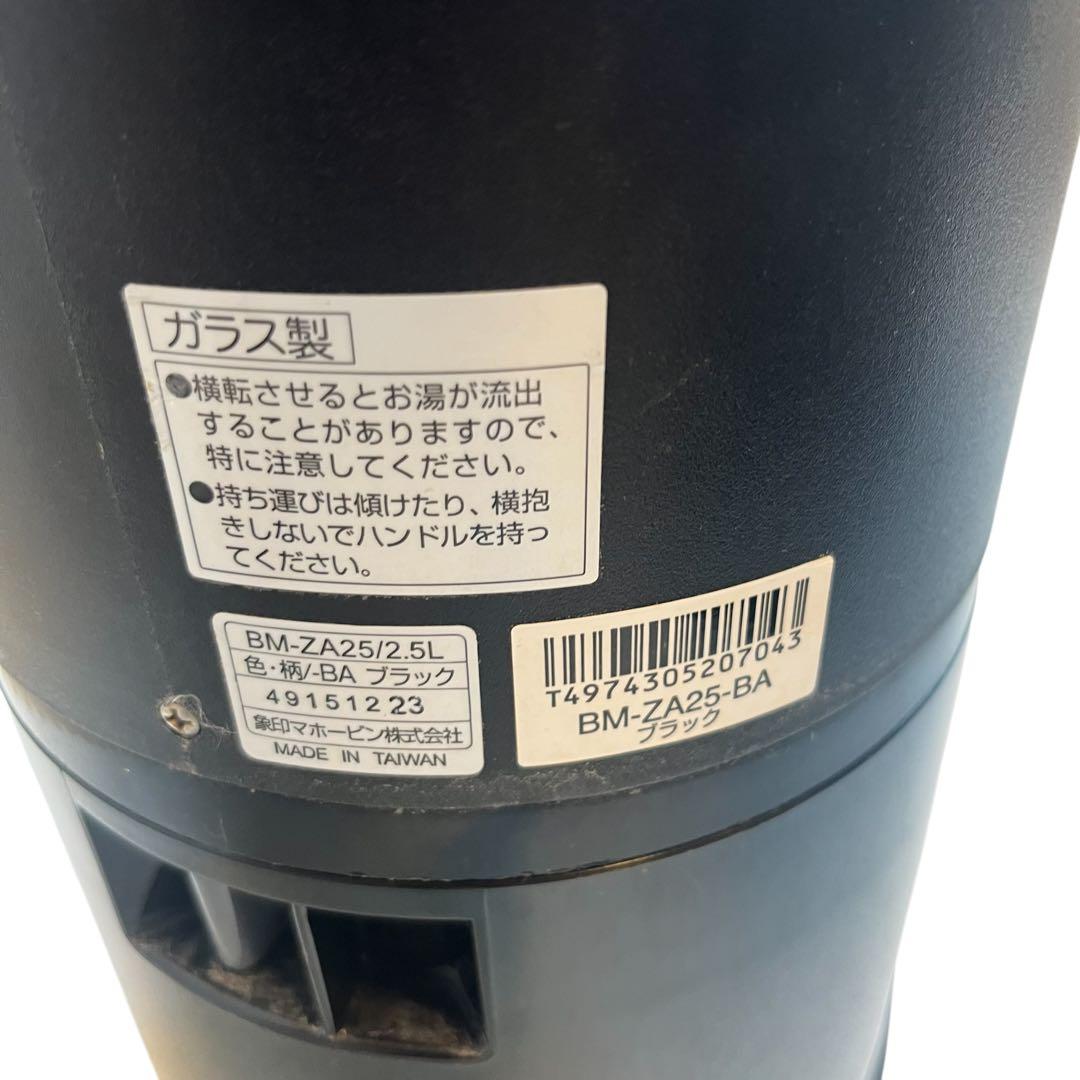 ガラス製
●横転させるとお湯が流出
することがありますので、
特に注意してください。
●持ち運びは傾けたり、横抱
きしないでハンドルを持っ
てください。
BM-ZA25/2.5L
色・柄/-BA ブラック
49151223
象印マホービン株式会社
MADE IN TAIWAN
T4974305207043
BM-ZA25-BA
ブラック